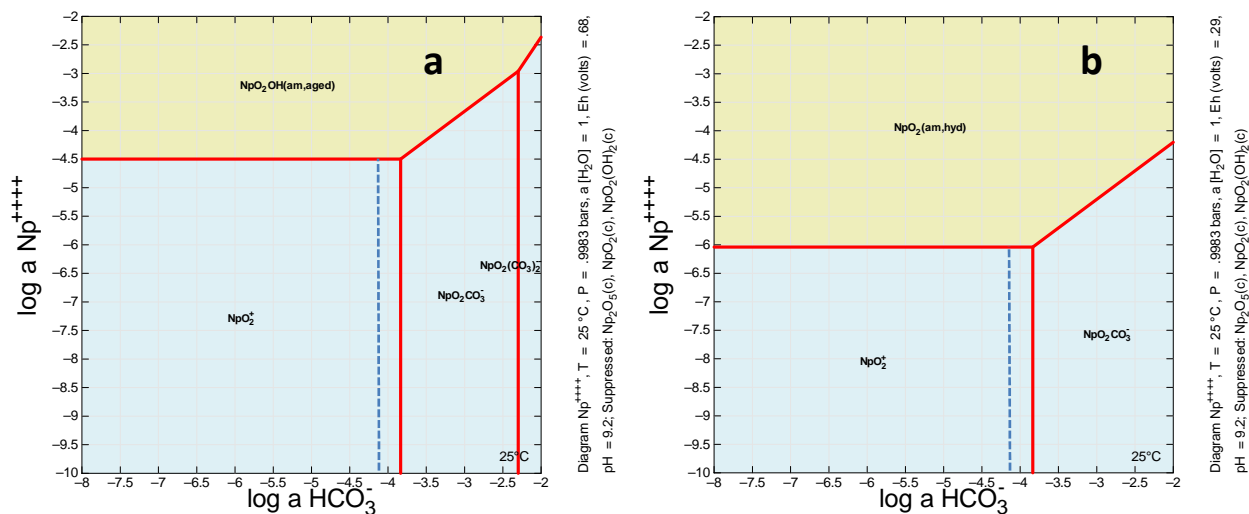 a
−2
−2.5
−3
−3.5
−4
−4.5
−5
−5.5
−6
−6.5
−7
−7.5
−8
−8.5
−9
−9.5
−10
log a Np⁺⁺⁺⁺
NpO₂OH(am,aged)
NpO₂(CO₃)₂⁻
NpO₂CO₃⁻
NpO₂⁺
25°C
−8 −7.5 −7 −6.5 −6 −5.5 −5 −4.5 −4 −3.5 −3 −2.5 −2
log a HCO₃⁻
Diagram Np⁺⁺⁺⁺, T = 25 °C, P = .9983 bars, a [H₂O] = 1, Eh (volts) = .68,
pH = 9.2; Suppressed: Np₂O₅(c), NpO₂(c), NpO₂(OH)₂(c)
b
−2
−2.5
−3
−3.5
−4
−4.5
−5
−5.5
−6
−6.5
−7
−7.5
−8
−8.5
−9
−9.5
−10
log a Np⁺⁺⁺⁺
NpO₂(am,hyd)
NpO₂CO₃⁻
NpO₂⁺
25°C
−8 −7.5 −7 −6.5 −6 −5.5 −5 −4.5 −4 −3.5 −3 −2.5 −2
log a HCO₃⁻
Diagram Np⁺⁺⁺⁺, T = 25 °C, P = .9983 bars, a [H₂O] = 1, Eh (volts) = .29,
pH = 9.2; Suppressed: Np₂O₅(c), NpO₂(c), NpO₂(OH)₂(c)